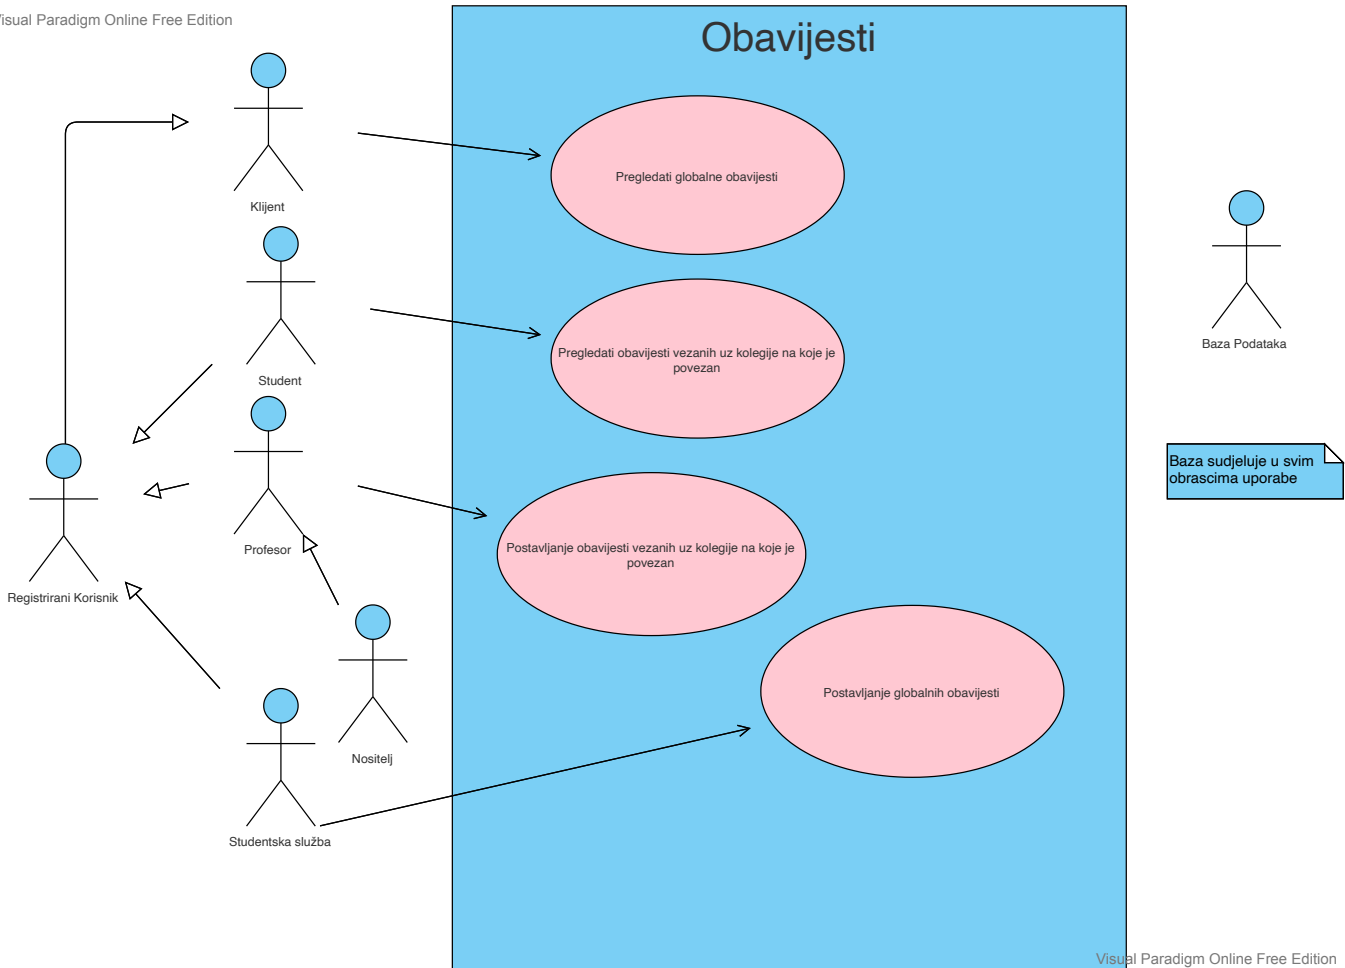 Visual Paradigm Online Free Edition
Obavijesti
Klijent
Pregledati globalne obavijesti
Student
Pregledati obavijesti vezanih uz kolegije na koje je
povezan
Baza Podataka
Baza sudjeluje u svim
obrascima uporabe
Profesor
Postavljanje obavijesti vezanih uz kolegije na koje je
povezan
Registrirani Korisnik
Nositelj
Postavljanje globalnih obavijesti
Studentska služba
Visual Paradigm Online Free Edition